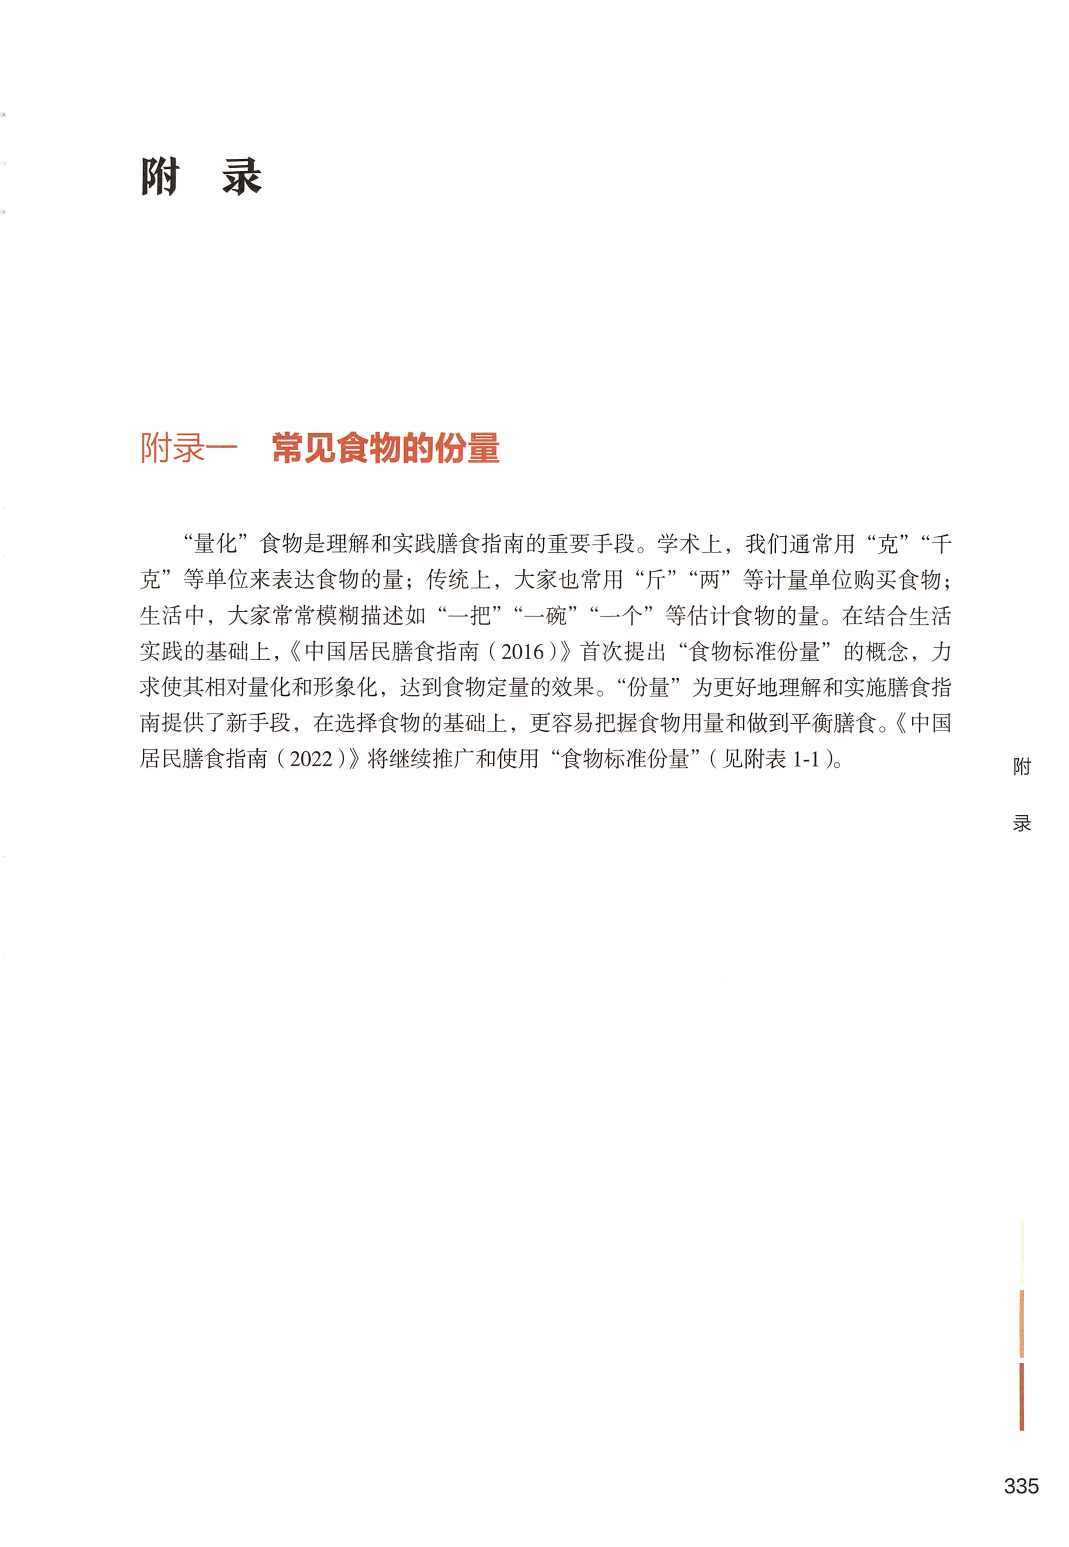 附 录
附录一 常见食物的份量
“量化”食物是理解和实践膳食指南的重要手段。学术上，我们通常用“克”“千
克”等单位来表达食物的量；传统上，大家也常用“斤”“两”等计量单位购买食物；
生活中，大家常常模糊描述如“一把”“一碗”“一个”等估计食物的量。在结合生活
实践的基础上，《中国居民膳食指南（2016）》首次提出“食物标准份量”的概念，力
求使其相对量化和形象化，达到食物定量的效果。“份量”为更好地理解和实施膳食指
南提供了新手段，在选择食物的基础上，更容易把握食物用量和做到平衡膳食。《中国
居民膳食指南（2022）》将继续推广和使用“食物标准份量”（见附表 1-1）。
附
录
335